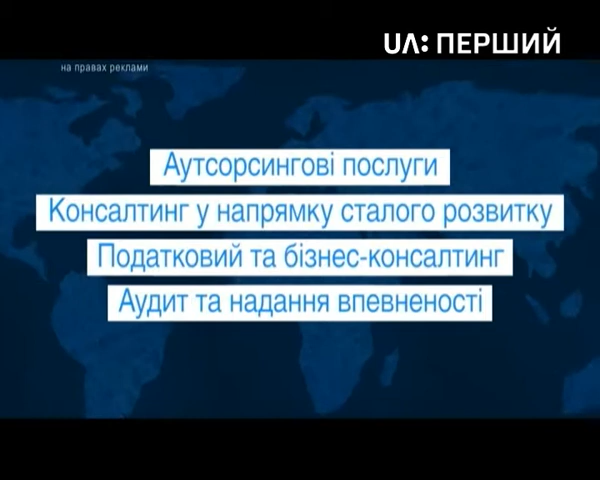 UA: ПЕРШИЙ
на правах реклами
Аутсорсингові послуги
Консалтинг у напрямку сталого розвитку
Податковий та бізнес-консалтинг
Аудит та надання впевненості